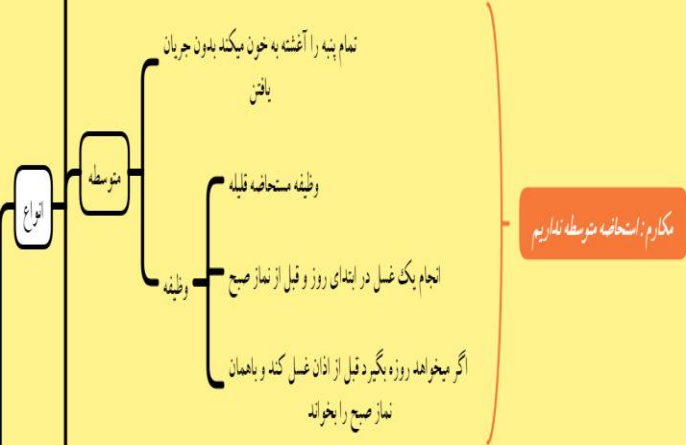 انواع
متوسطه
تمام پنبه را آغشته به خون میکند بدون جریان
یافتن
وظیفه
وظیفه مستحاضه قلیله
انجام یک غسل در ابتدای روز و قبل از نماز صبح
اگر میخواهد روزه بگیرد قبل از اذان غسل کند و باهمان
نماز صبح را بخواند
مکارم : استحاضه متوسطه نداریم